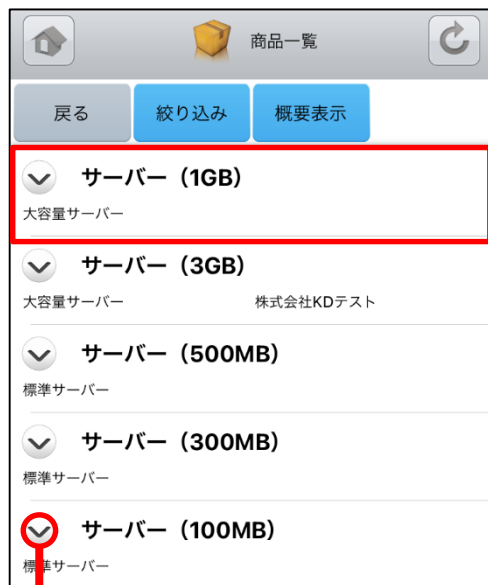 商品一覧
戻る 絞り込み 概要表示
サーバー（1GB）
大容量サーバー
サーバー（3GB）
大容量サーバー 株式会社KDテスト
サーバー（500MB）
標準サーバー
サーバー（300MB）
標準サーバー
サーバー（100MB）
標準サーバー